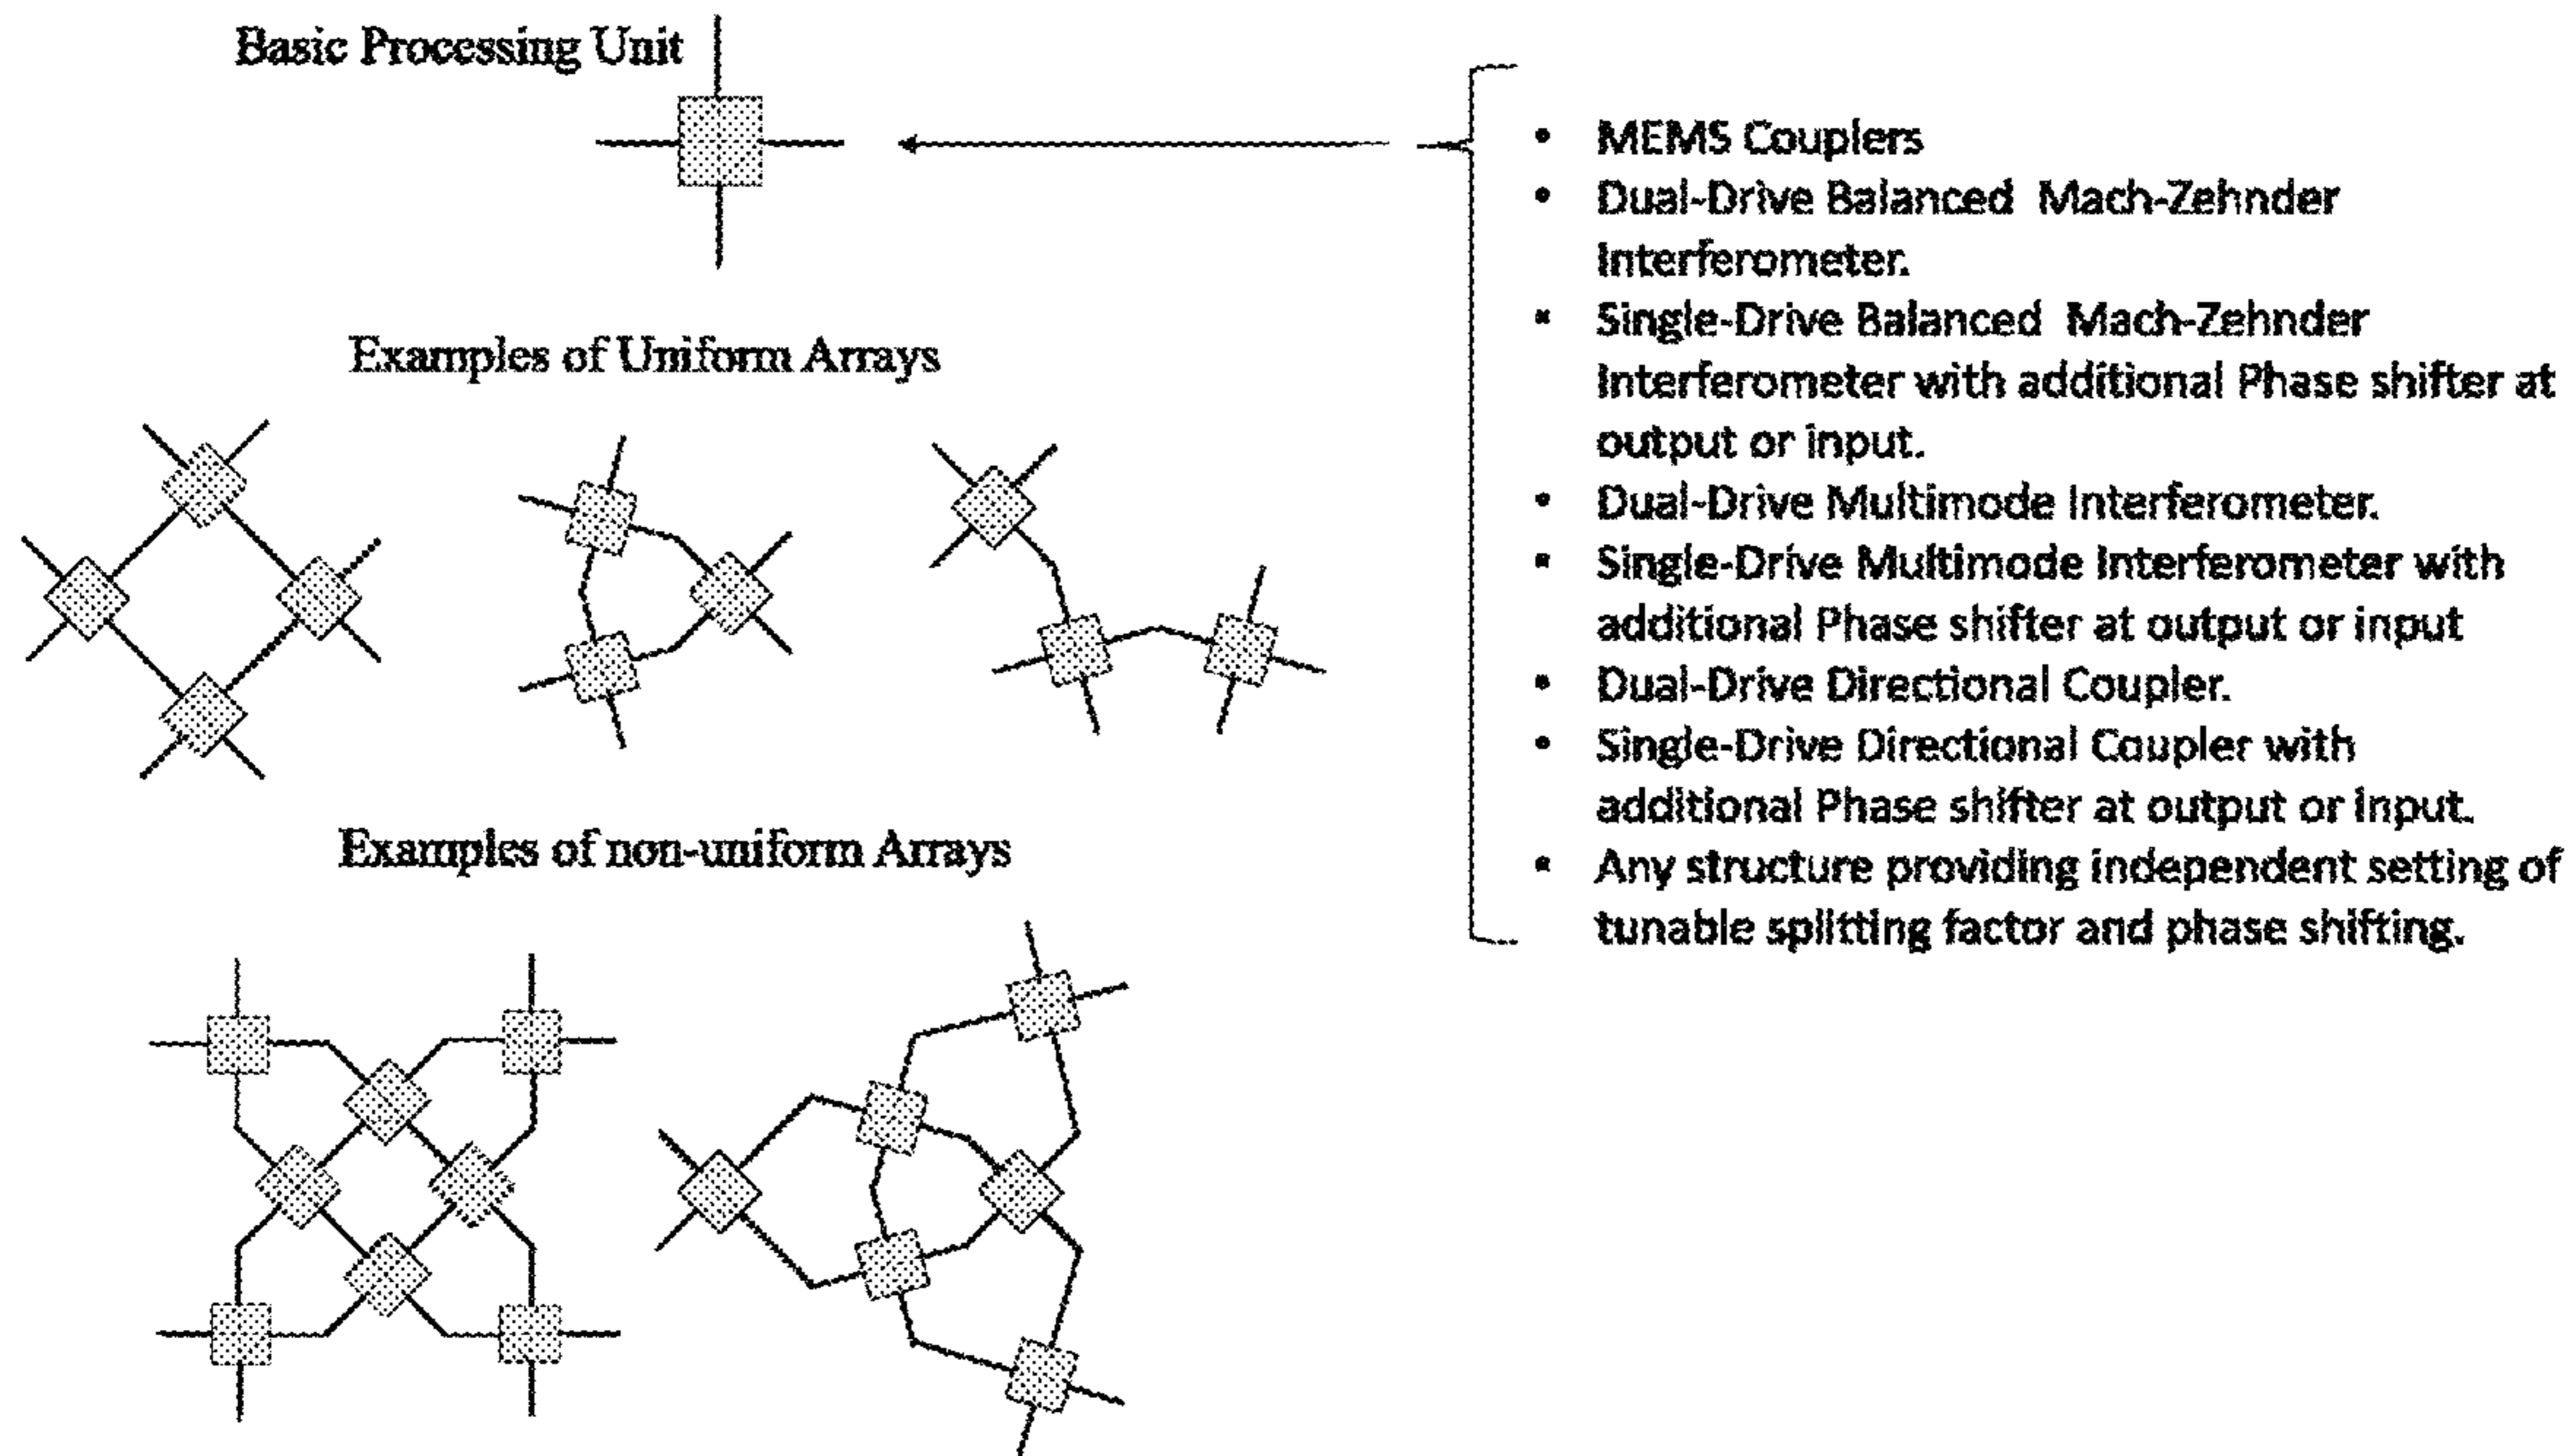 Basic Processing Unit
Examples of Uniform Arrays
Examples of non-uniform Arrays
• MEMS Couplers
• Dual-Drive Balanced Mach-Zehnder
Interferometer.
• Single-Drive Balanced Mach-Zehnder
Interferometer with additional Phase shifter at
output or input.
• Dual-Drive Multimode Interferometer.
• Single-Drive Multimode Interferometer with
additional Phase shifter at output or input
• Dual-Drive Directional Coupler.
• Single-Drive Directional Coupler with
additional Phase shifter at output or Input.
• Any structure providing independent setting of
tunable splitting factor and phase shifting.